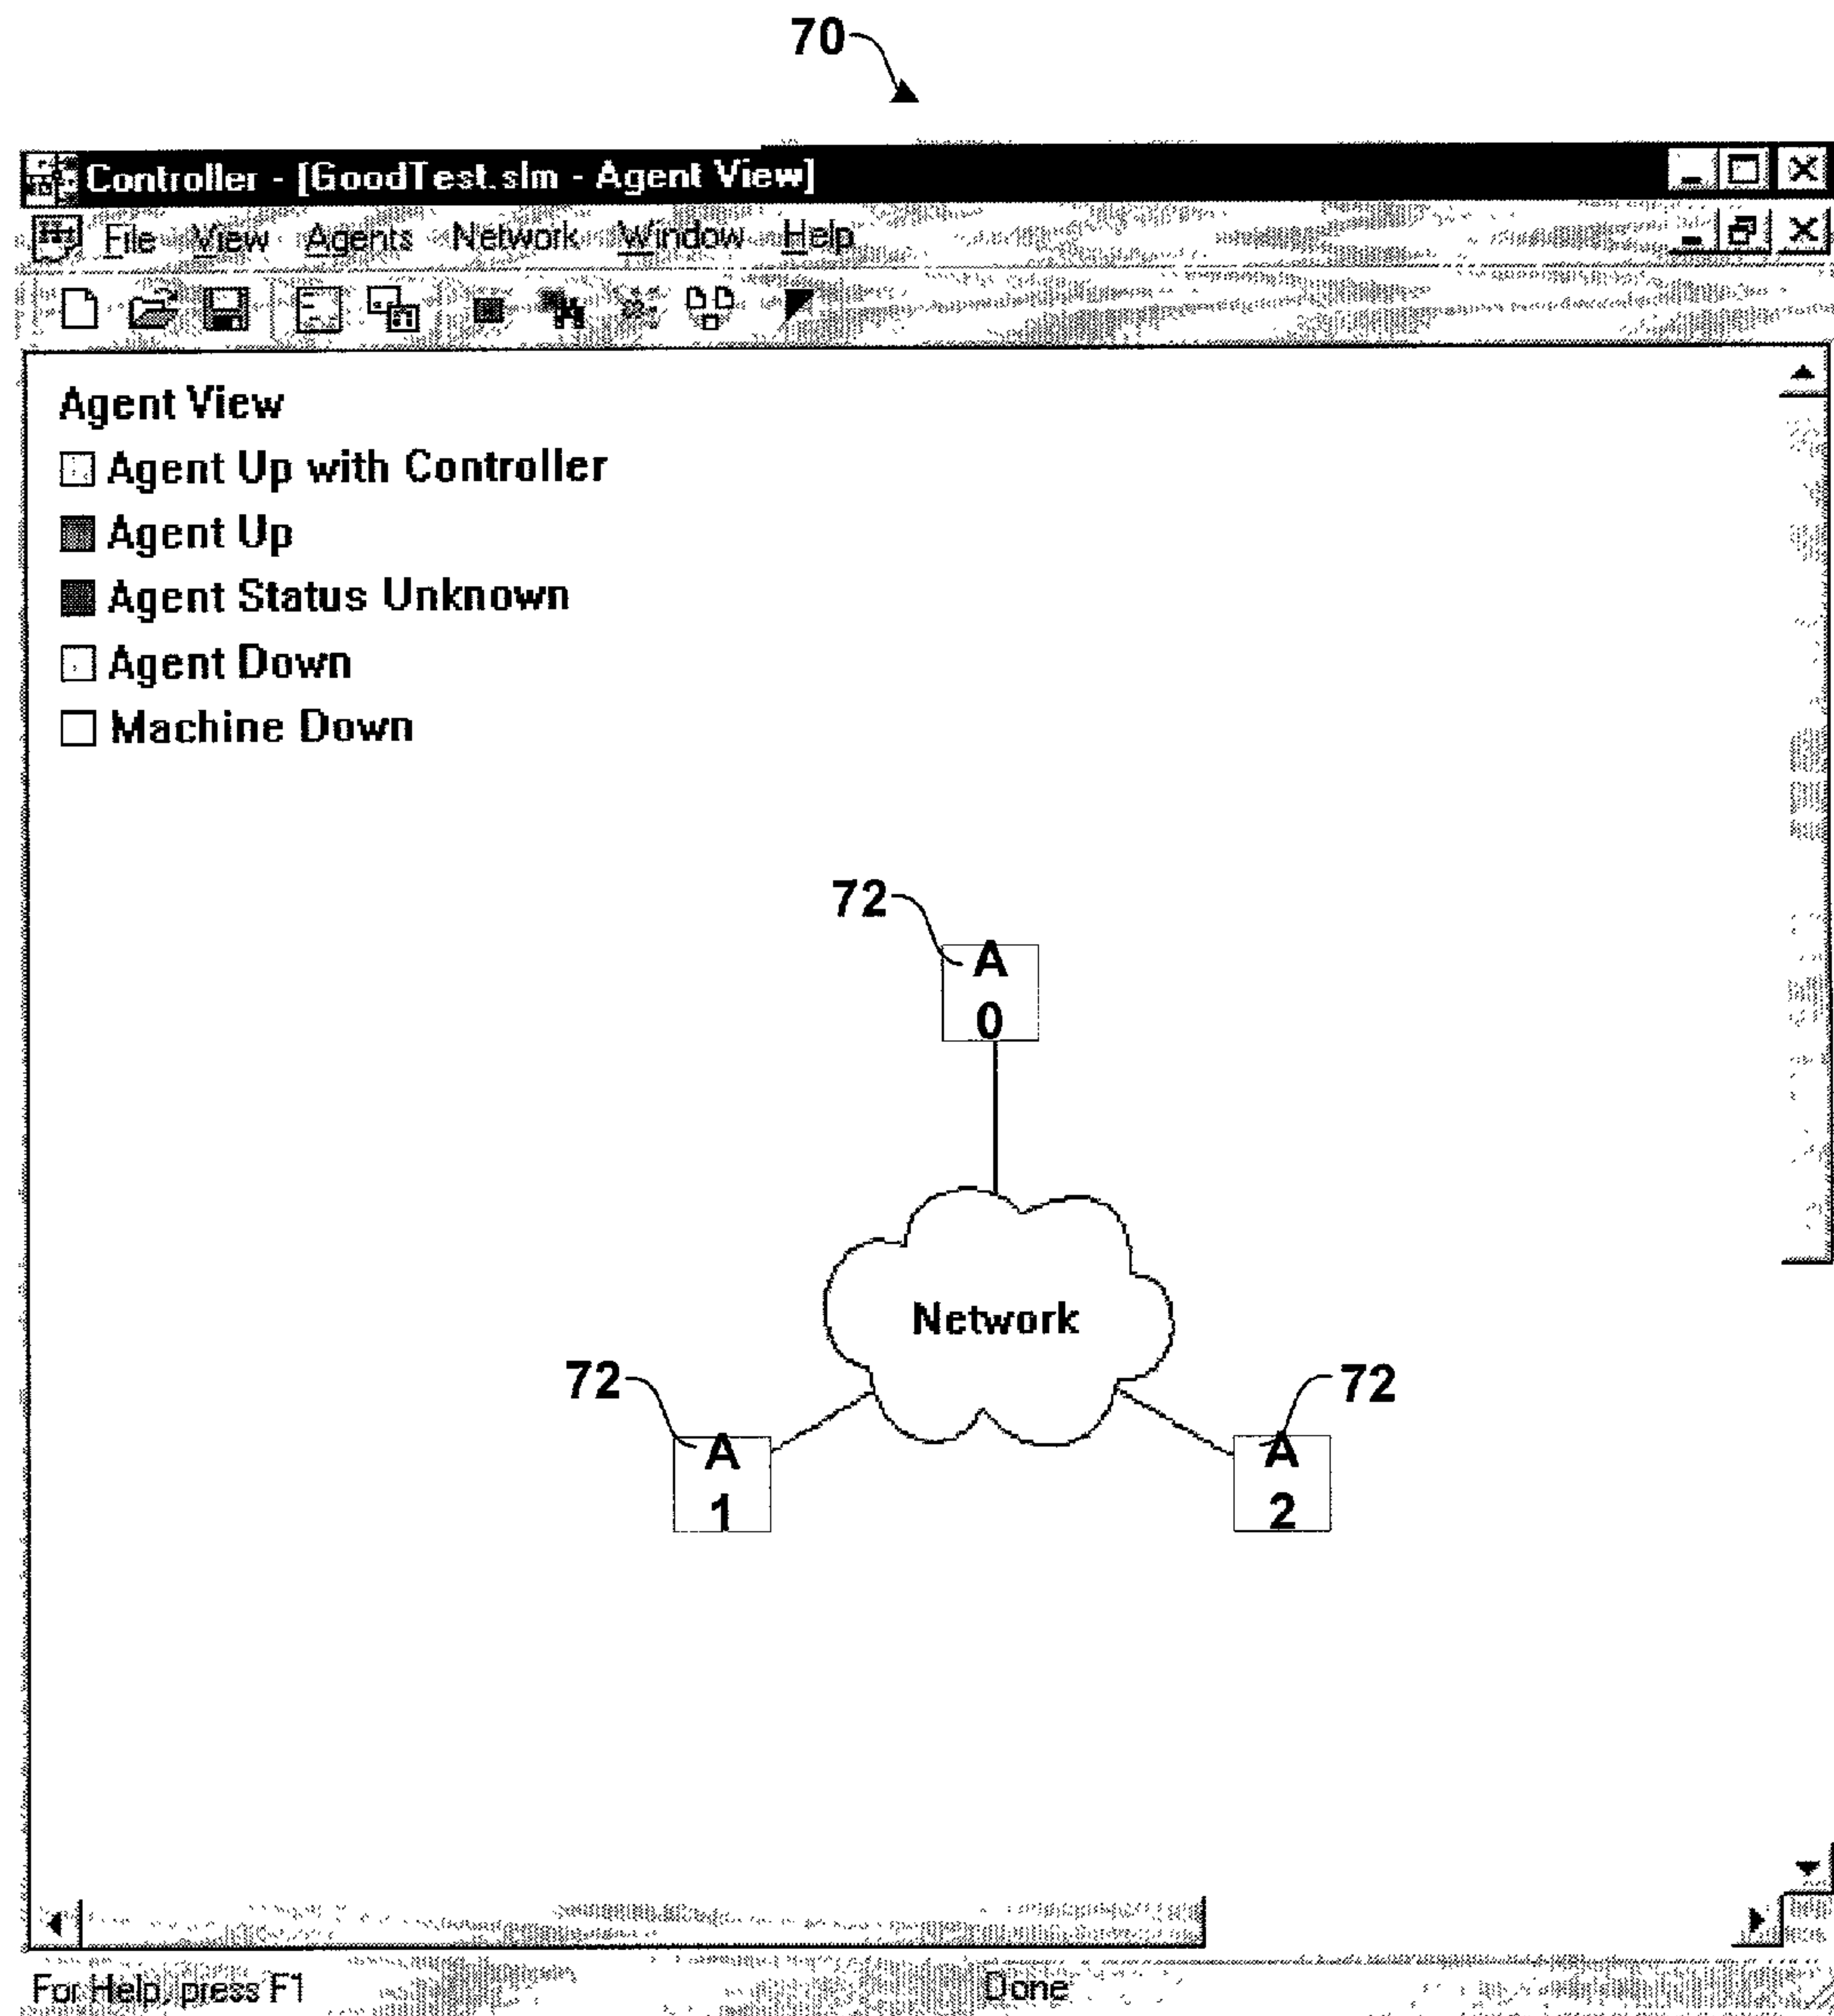 70
Controller - [GoodTest.slm - Agent View]
File View Agents Network Window Help
Agent View
Agent Up with Controller
Agent Up
Agent Status Unknown
Agent Down
Machine Down
72
A
0
Network
72
72
A
1
A
2
For Help, press F1
Done